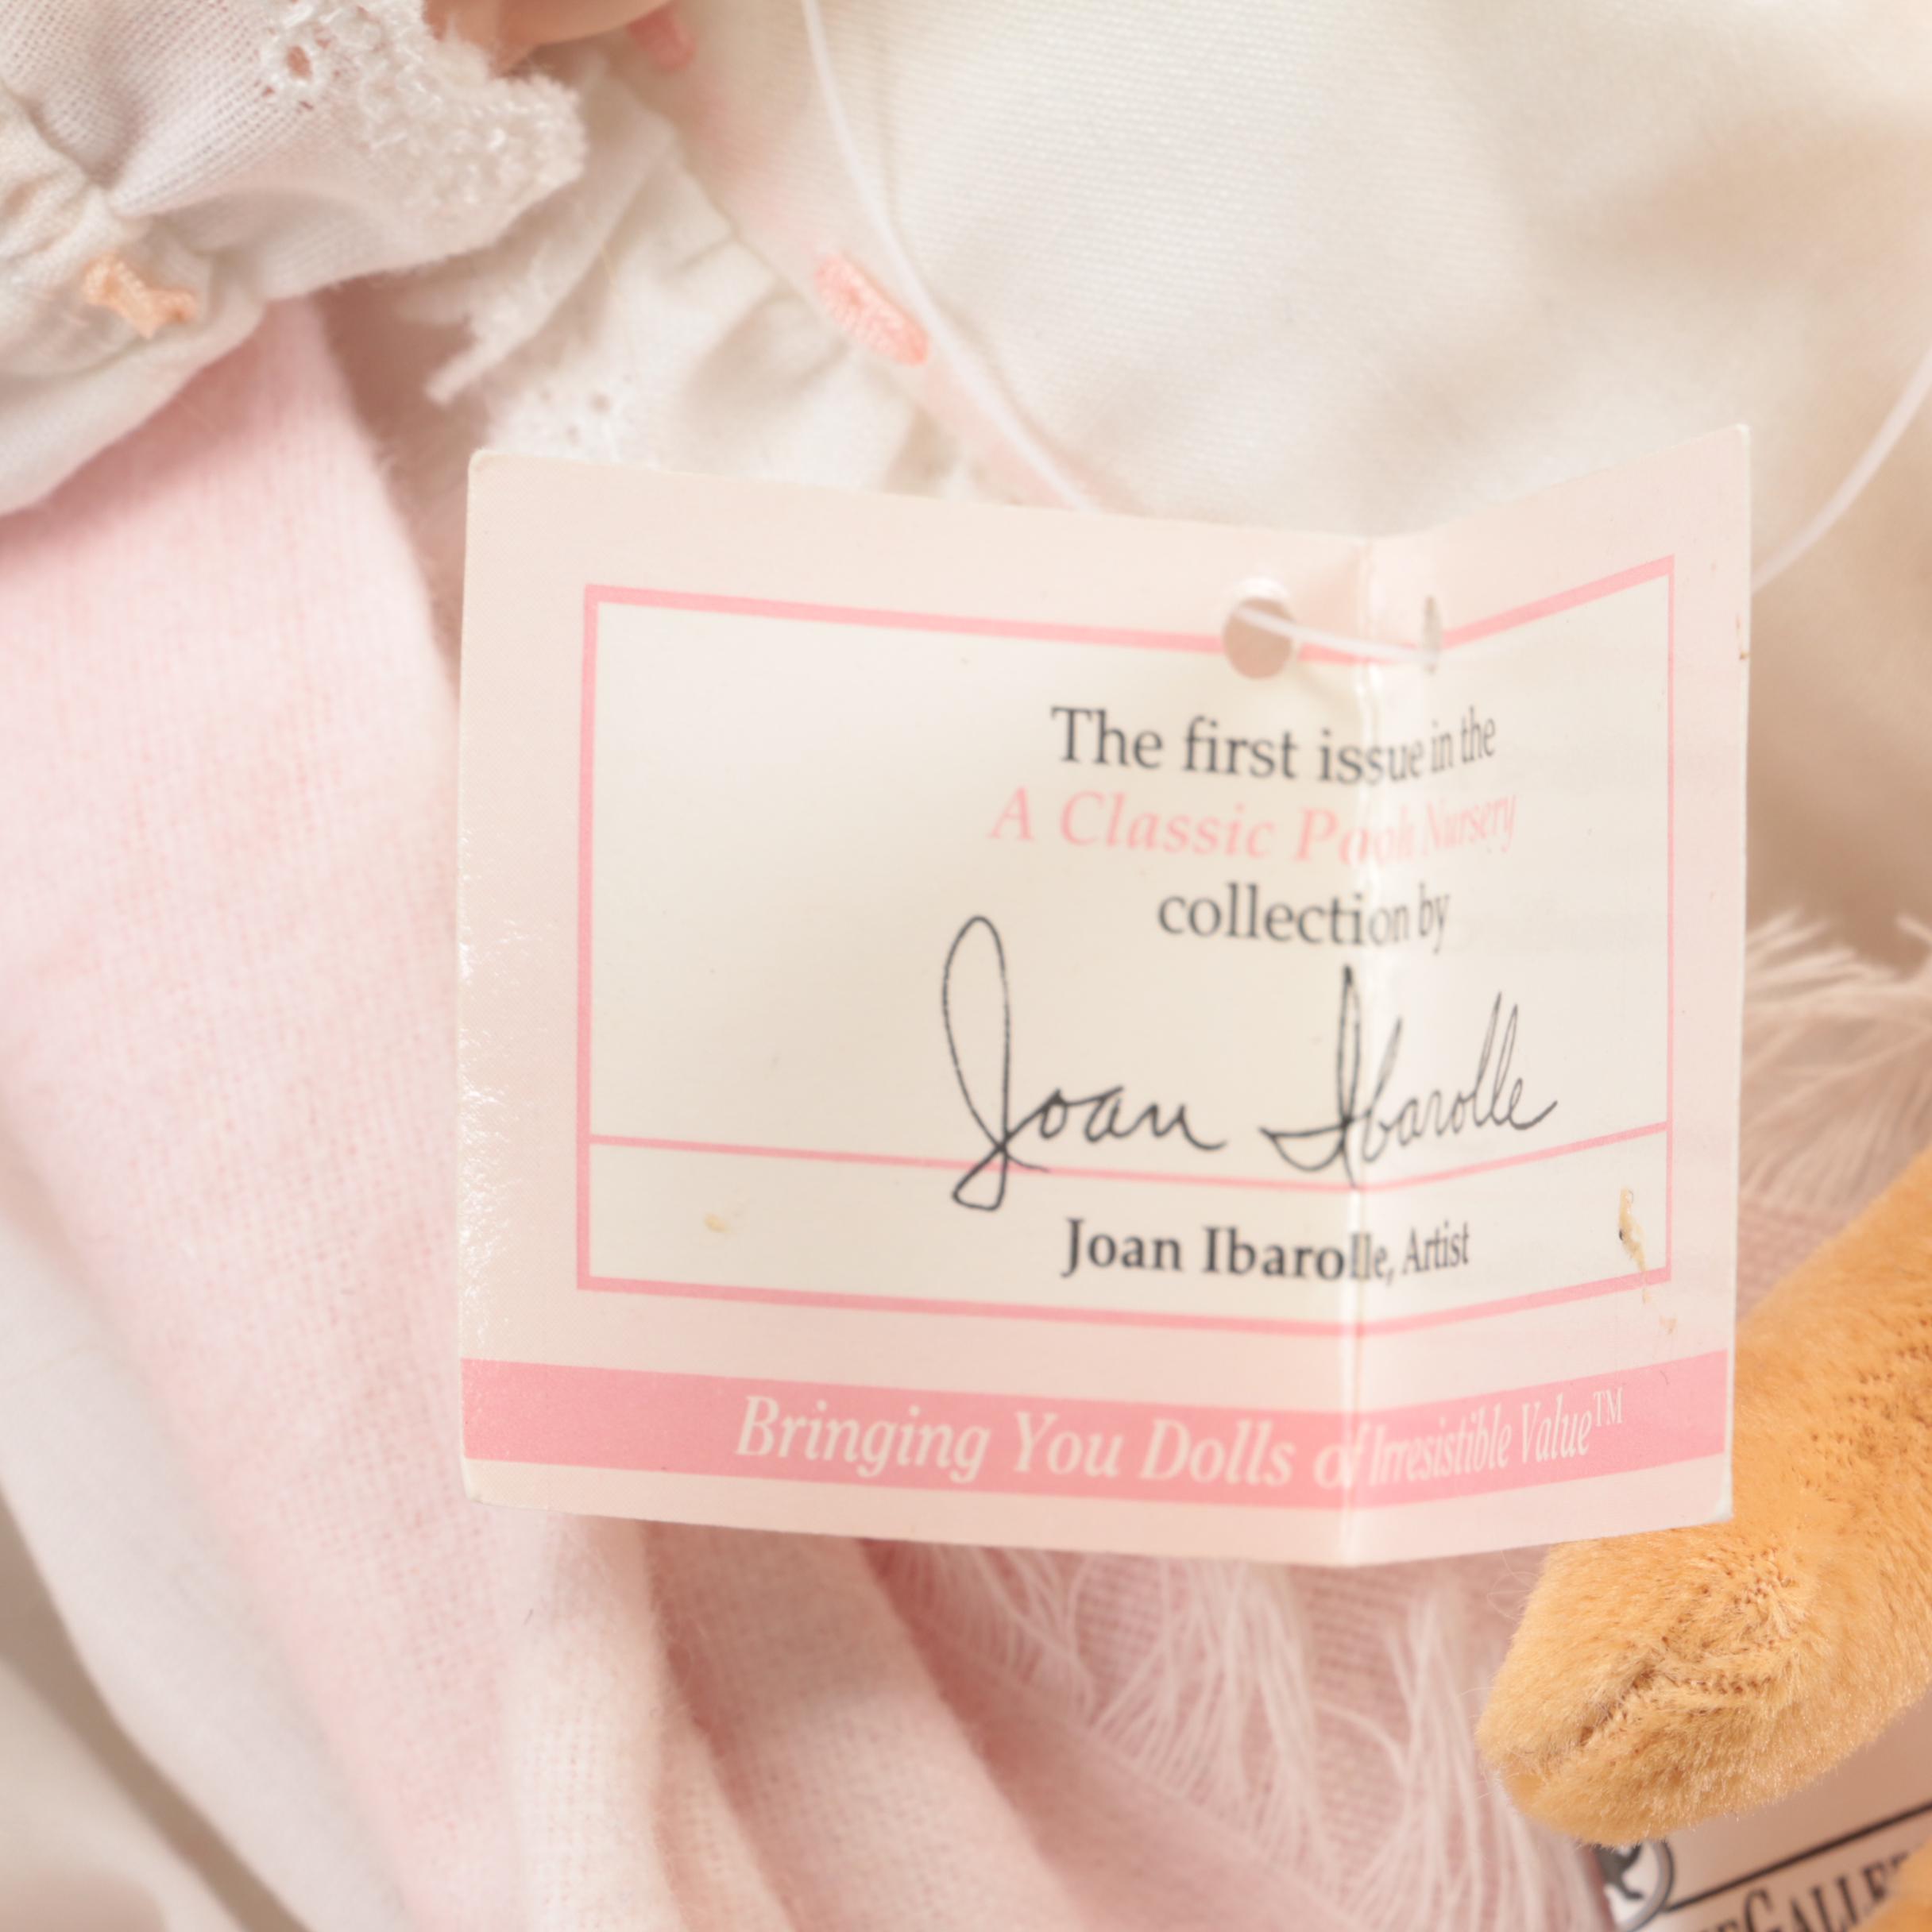 The first issue in the
A Classic Pooh Nursery
collection by
Joan Ibarolle
Joan Ibarolle, Artist
Bringing You Dolls of Irresistible Value™